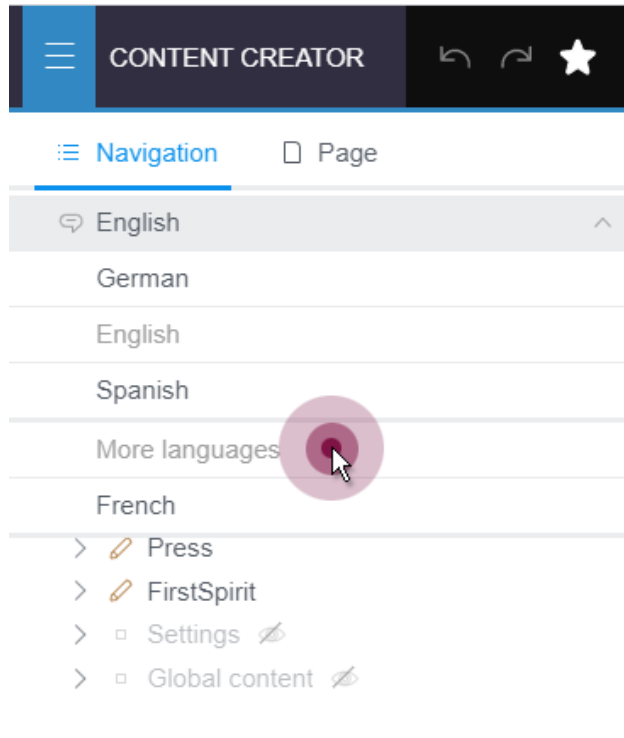 CONTENT CREATOR
Navigation Page
English
German
English
Spanish
More languages
French
Press
FirstSpirit
Settings
Global content